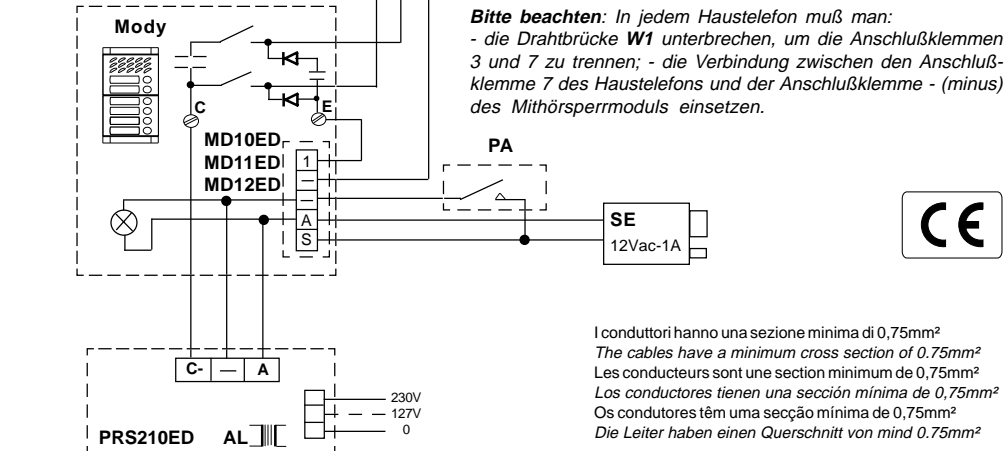 Bitte beachten: In jedem Haustelefon muß man:
- die Drahtbrücke W1 unterbrechen, um die Anschlußklemmen
3 und 7 zu trennen; - die Verbindung zwischen den Anschluß-
klemme 7 des Haustelefons und der Anschlußklemme - (minus)
des Mithörsperrmoduls einsetzen.
Mody
C
E
MD10ED
MD11ED
MD12ED
1
—
—
A
S
PA
SE
12Vac-1A
CE
C-
—
A
230V
127V
0
PRS210ED
AL
I conduttori hanno una sezione minima di 0,75mm²
The cables have a minimum cross section of 0.75mm²
Les conducteurs sont une section minimum de 0,75mm²
Los conductores tienen una sección mínima de 0,75mm²
Os condutores têm uma secção mínima de 0,75mm²
Die Leiter haben einen Querschnitt von mind 0.75mm²